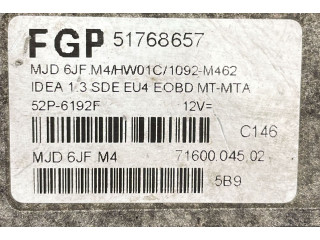 FGP 51768657
MJD 6JF M4/HW01C/1092-M462
IDEA 1.3 SDE EU4 EOBD MT-MTA
52P-6192F 12V=
C146
MJD 6JF M4 71600.045.02
5B9